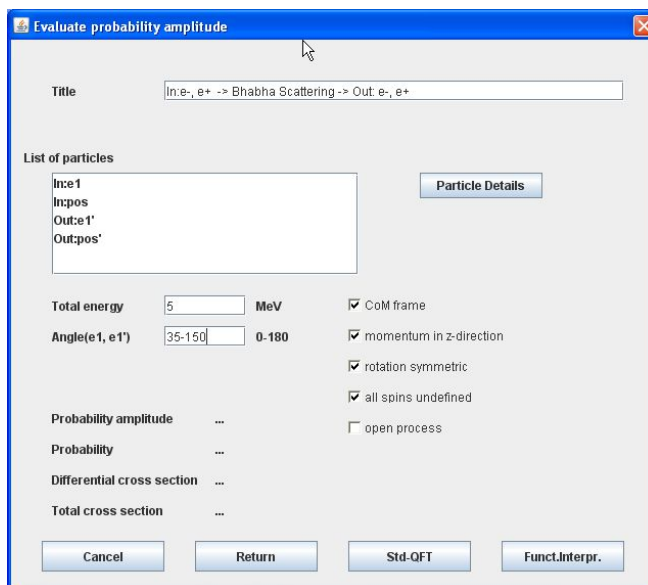 Evaluate probability amplitude
Title In:e-, e+ -> Bhabha Scattering -> Out: e-, e+
List of particles
In:e1
In:pos
Out:e1'
Out:pos'
Particle Details
Total energy 5 MeV
Angle(e1, e1') 35-150 0-180
CoM frame
momentum in z-direction
rotation symmetric
all spins undefined
open process
Probability amplitude ...
Probability ...
Differential cross section ...
Total cross section ...
Cancel Return Std-QFT Funct.Interpr.